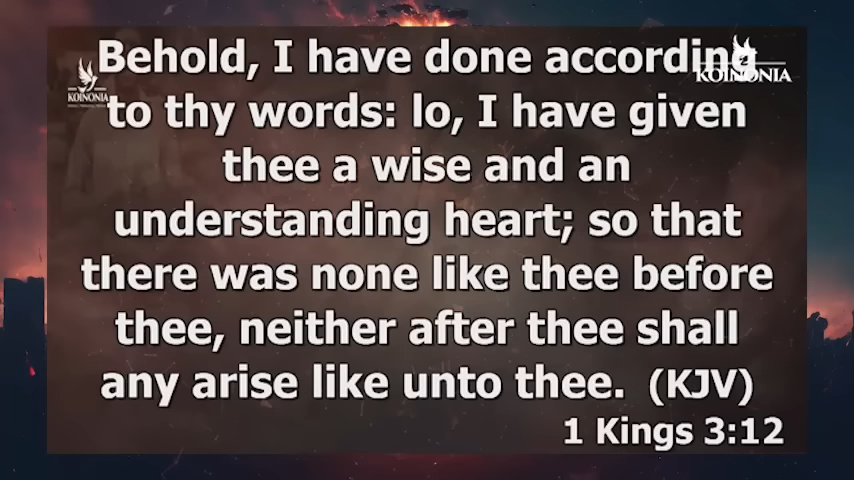 Behold, I have done according
KOINONIA
KOINONIA
to thy words: lo, I have given
thee a wise and an
understanding heart; so that
there was none like thee before
thee, neither after thee shall
any arise like unto thee. (KJV)
1 Kings 3:12